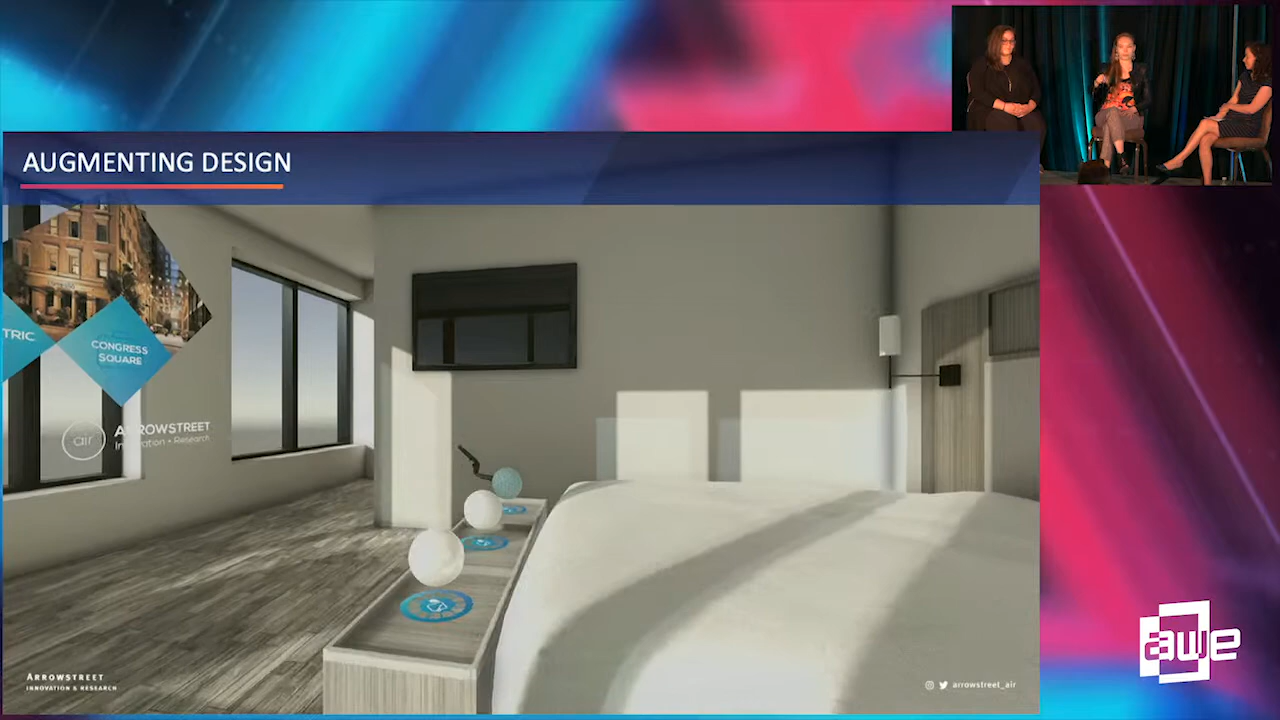 AUGMENTING DESIGN
TRIC
CONGRESS
SQUARE
air
ARROWSTREET
Innovation + Research
ARROWSTREET
INNOVATION & RESEARCH
arrowstreet_air
awe